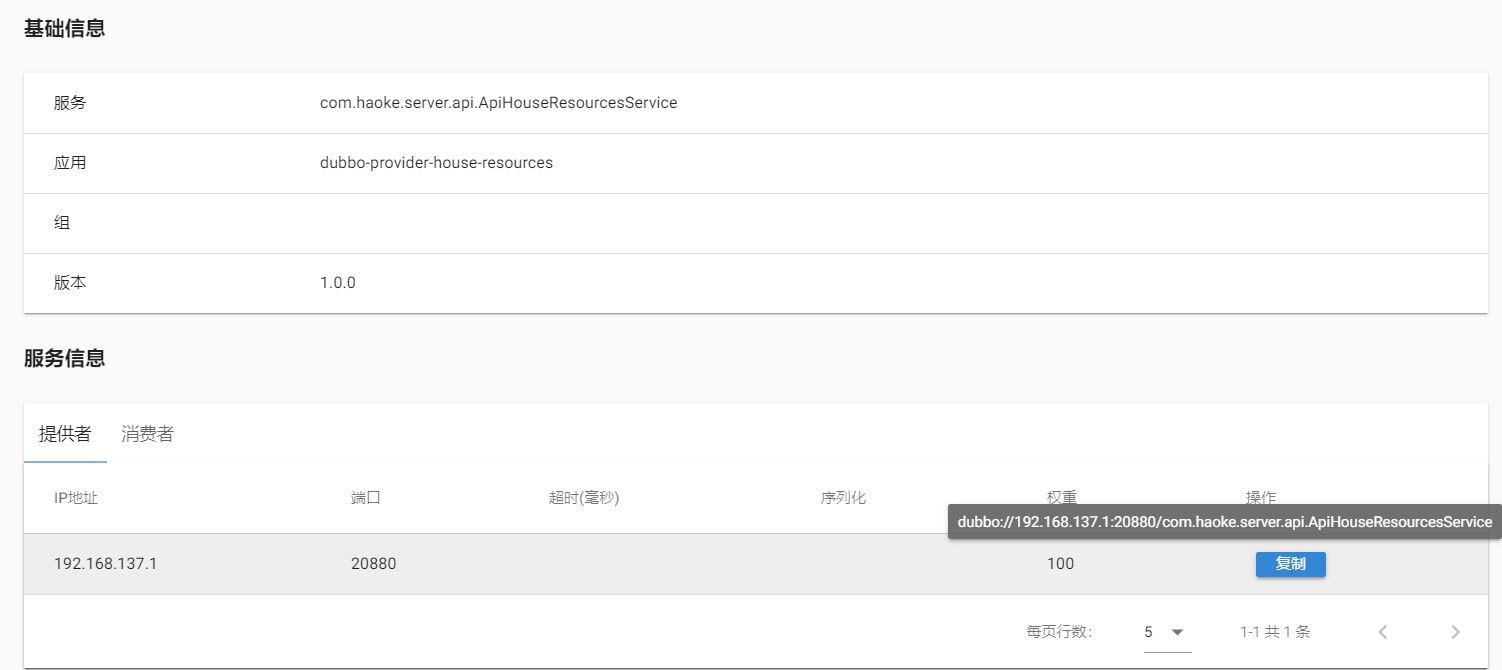 基础信息
服务 com.haoke.server.api.ApiHouseResourcesService
应用 dubbo-provider-house-resources
组
版本 1.0.0
服务信息
提供者 消费者
IP地址 端口 超时(毫秒) 序列化 权重 操作
dubbo://192.168.137.1:20880/com.haoke.server.api.ApiHouseResourcesService
192.168.137.1 20880 100 复制
每页行数: 5 1-1 共 1 条